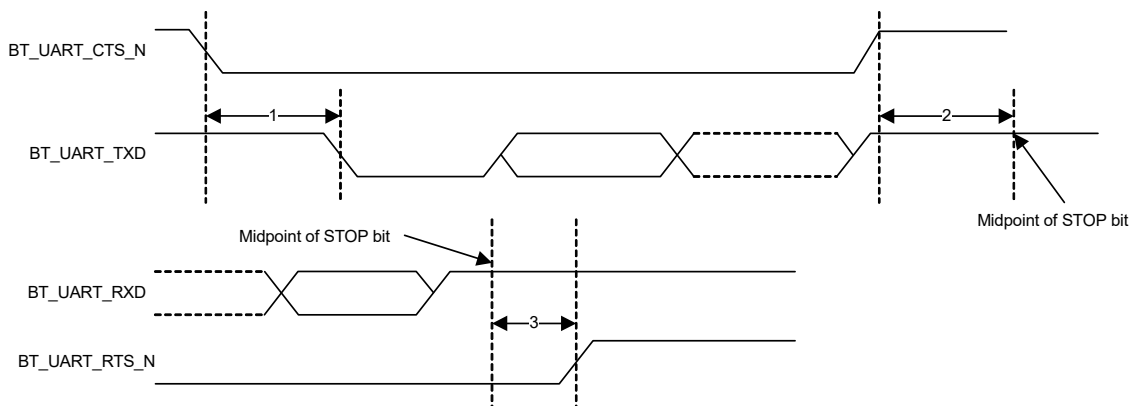 BT_UART_CTS_N
1
2
BT_UART_TXD
Midpoint of STOP bit
Midpoint of STOP bit
BT_UART_RXD
3
BT_UART_RTS_N